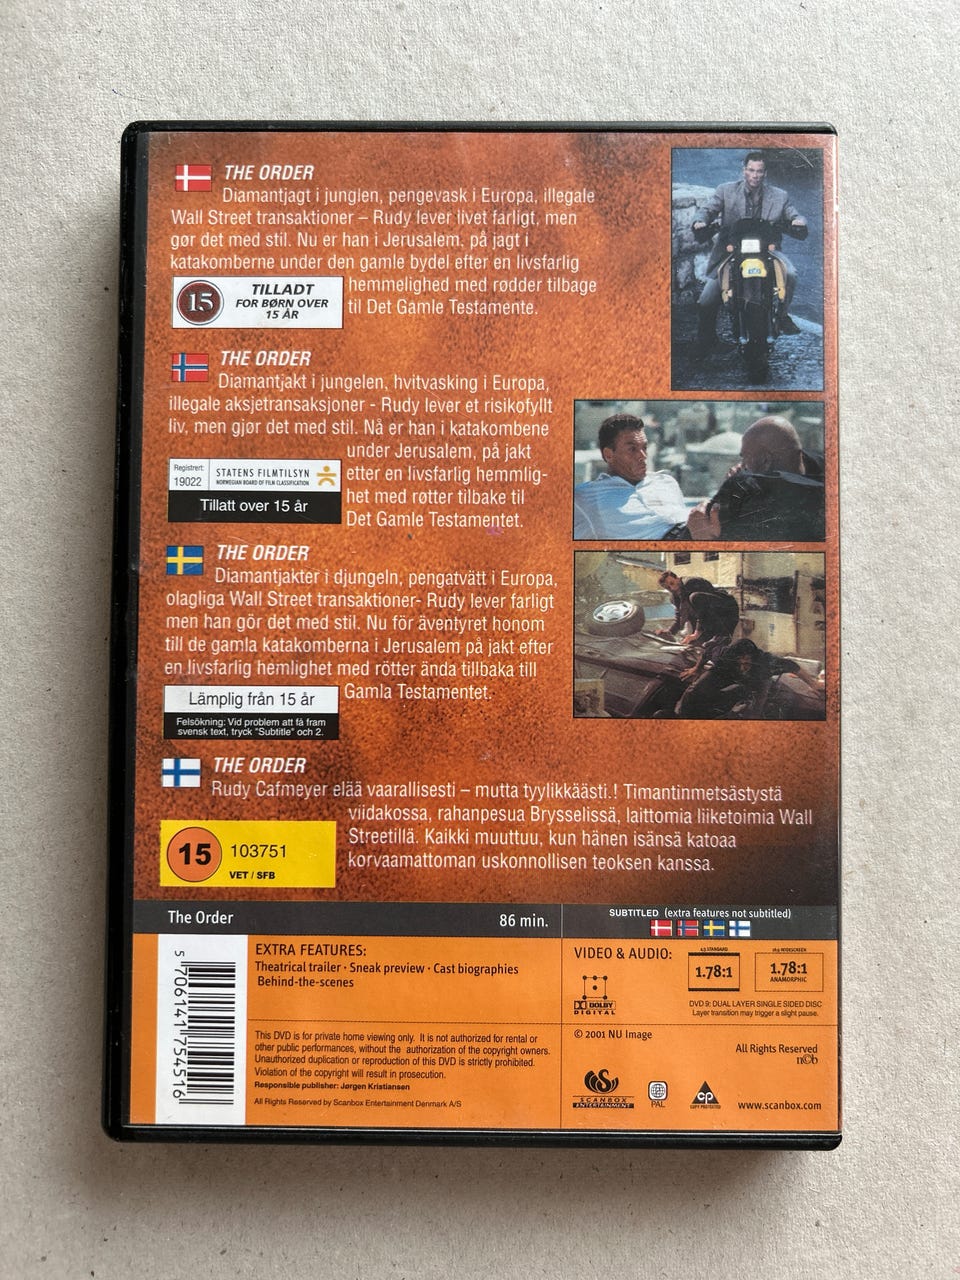 THE ORDER
Diamantjagt i junglen, pengevask i Europa, illegale
Wall Street transaktioner – Rudy lever livet farligt, men
gør det med stil. Nu er han i Jerusalem, på jagt i
katakomberne under den gamle bydel efter en livsfarlig
hemmelighed med rødder tilbage
til Det Gamle Testamente.
15
TILLADT
FOR BØRN OVER
15 ÅR
THE ORDER
Diamantjakt i jungelen, hvitvasking i Europa,
illegale aksjetransaksjoner - Rudy lever et risikofyllt
liv, men gjør det med stil. Nå er han i katakombene
under Jerusalem, på jakt
etter en livsfarlig hemmlig-
het med røtter tilbake til
Det Gamle Testamentet.
Registrert:
19022
STATENS FILMTILSYN
NORWEGIAN BOARD OF FILM CLASSIFICATION
Tillatt over 15 år
THE ORDER
Diamantjakter i djungeln, pengatvätt i Europa,
olagliga Wall Street transaktioner- Rudy lever farligt
men han gör det med stil. Nu för äventyret honom
till de gamla katakomberna i Jerusalem på jakt efter
en livsfarlig hemlighet med rötter ända tillbaka till
Gamla Testamentet.
Lämplig från 15 år
Felsökning: Vid problem att få fram
svensk text, tryck "Subtitle" och 2.
THE ORDER
Rudy Cafmeyer elää vaarallisesti – mutta tyylikkäästi.! Timantinmetsästystä
viidakossa, rahanpesua Brysselissä, laittomia liiketoimia Wall
Streetillä. Kaikki muuttuu, kun hänen isänsä katoaa
korvaamattoman uskonnollisen teoksen kanssa.
15
103751
VET / SFB
The Order
86 min.
SUBTITLED (extra features not subtitled)
5 706141 754516
EXTRA FEATURES:
Theatrical trailer · Sneak preview · Cast biographies
Behind-the-scenes
VIDEO & AUDIO:
4:3 STANDARD
1.78:1
16:9 WIDESCREEN
1.78:1
ANAMORPHIC
DOLBY
DIGITAL
DVD 9: DUAL LAYER SINGLE SIDED DISC
Layer transition may trigger a slight pause.
This DVD is for private home viewing only. It is not authorized for rental or
other public performances, without the authorization of the copyright owners.
Unauthorized duplication or reproduction of this DVD is strictly prohibited.
Violation of the copyright will result in prosecution.
Responsible publisher: Jørgen Kristiansen
All Rights Reserved by Scanbox Entertainment Denmark A/S
© 2001 NU Image
All Rights Reserved
n©b
SCANBOX
ENTERTAINMENT
PAL
CP
COPY PROTECTED
www.scanbox.com